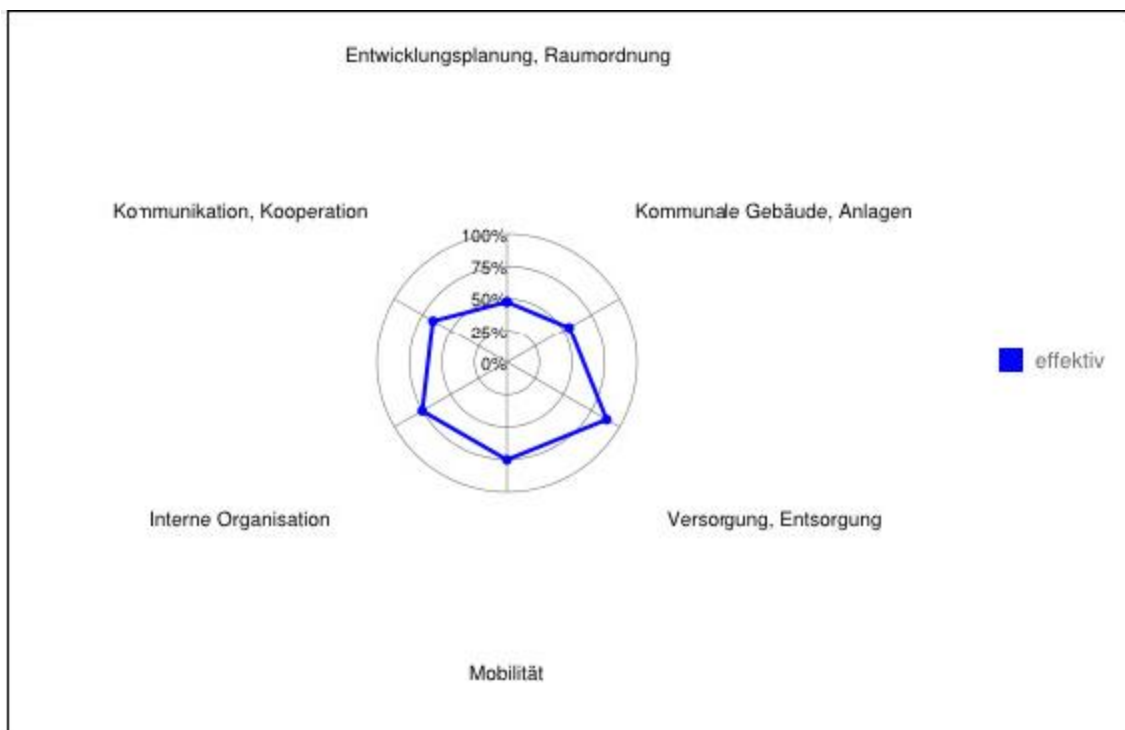 Entwicklungsplanung, Raumordnung
Kommunikation, Kooperation
Kommunale Gebäude, Anlagen
100%
75%
50%
25%
0%
effektiv
Interne Organisation
Versorgung, Entsorgung
Mobilität